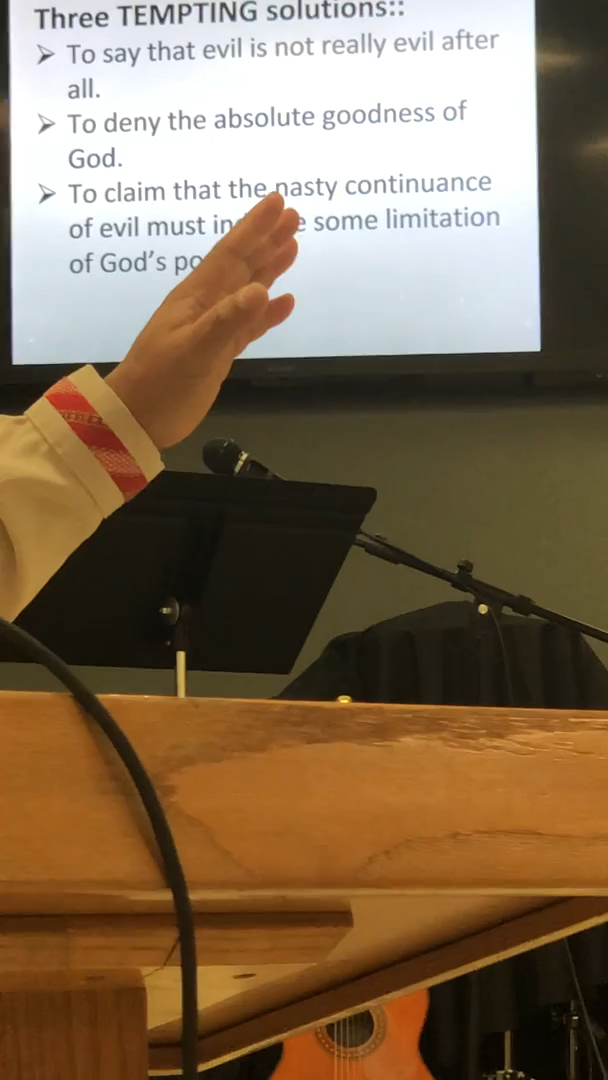 Three TEMPTING solutions::
➢ To say that evil is not really evil after
all.
➢ To deny the absolute goodness of
God.
➢ To claim that the nasty continuance
of evil must some limitation
of God's